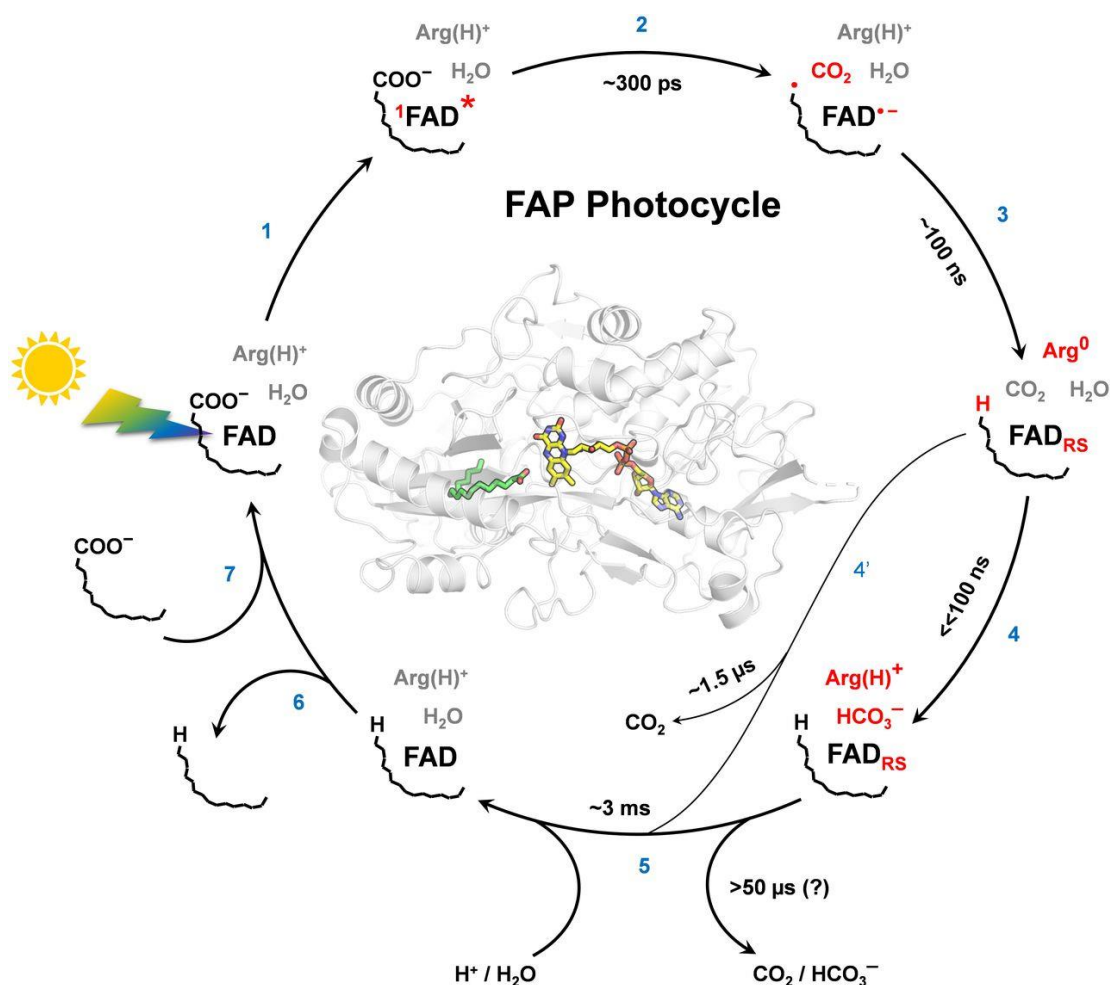 2
Arg(H)⁺
COO⁻ H₂O
¹FAD*
~300 ps
Arg(H)⁺
• CO₂ H₂O
FAD•⁻
FAP Photocycle
1
3
~100 ns
Arg(H)⁺
COO⁻ H₂O
FAD
Arg⁰
CO₂ H₂O
H
FAD_RS
4'
<<100 ns
4
COO⁻
7
~1.5 µs
CO₂
Arg(H)⁺
HCO₃⁻
H
FAD_RS
Arg(H)⁺
H₂O
H
FAD
6
H
~3 ms
5
>50 µs (?)
H⁺ / H₂O
CO₂ / HCO₃⁻